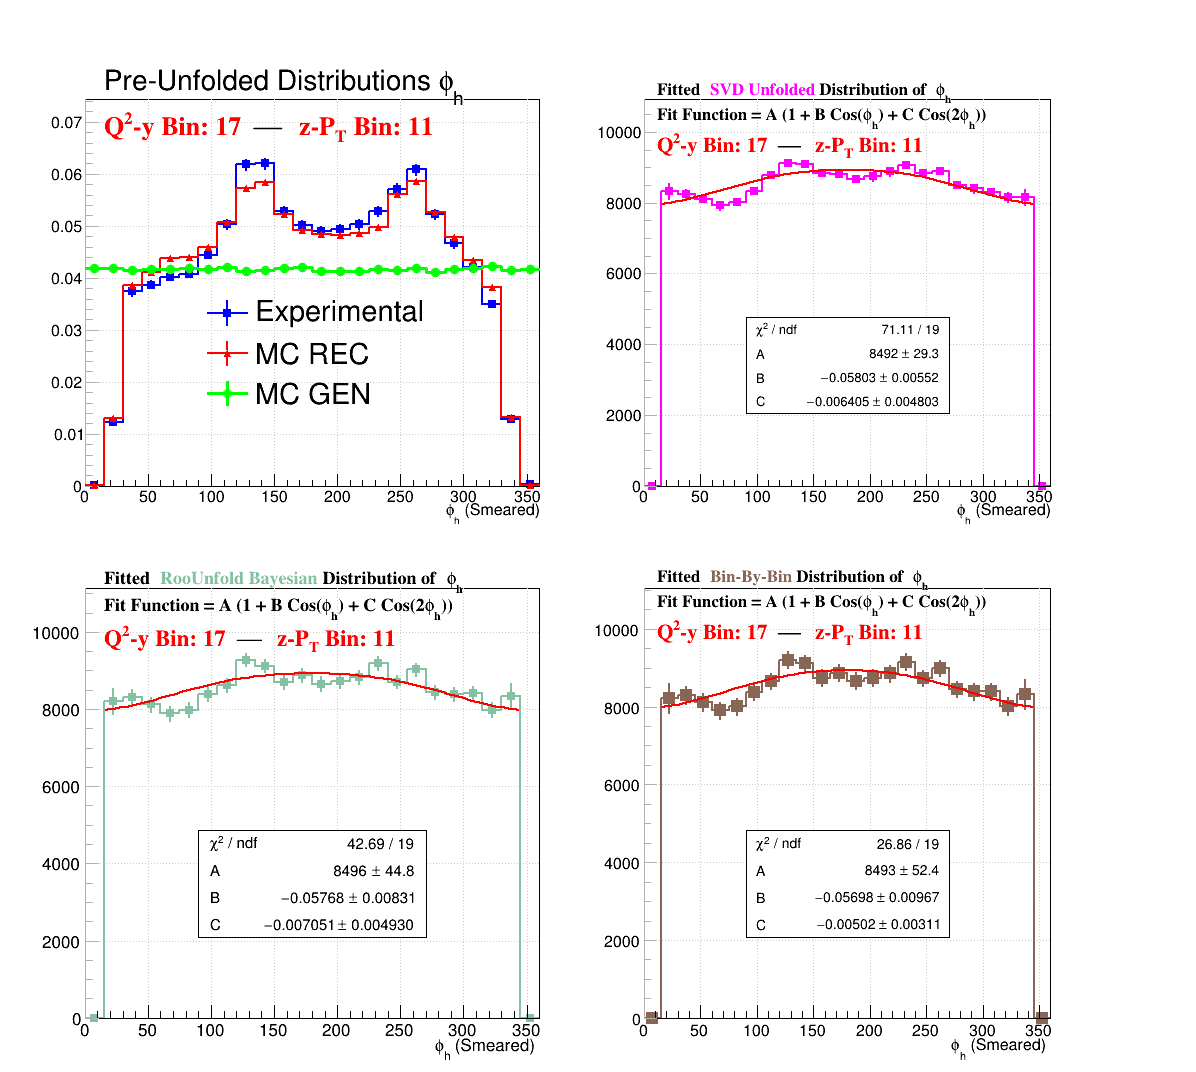 Pre-Unfolded Distributions ϕh
Q²-y Bin: 17 — z-PT Bin: 11
0.07
0.06
0.05
0.04
0.03
0.02
0.01
0
Experimental
MC REC
MC GEN
0 50 100 150 200 250 300 350
ϕh (Smeared)
Fitted SVD Unfolded Distribution of ϕh
Fit Function = A (1 + B Cos(ϕh) + C Cos(2ϕh))
Q²-y Bin: 17 — z-PT Bin: 11
10000
8000
6000
4000
2000
0
χ² / ndf 71.11 / 19
A 8492 ± 29.3
B −0.05803 ± 0.00552
C −0.006405 ± 0.004803
0 50 100 150 200 250 300 350
ϕh (Smeared)
Fitted RooUnfold Bayesian Distribution of ϕh
Fit Function = A (1 + B Cos(ϕh) + C Cos(2ϕh))
Q²-y Bin: 17 — z-PT Bin: 11
10000
8000
6000
4000
2000
0
χ² / ndf 42.69 / 19
A 8496 ± 44.8
B −0.05768 ± 0.00831
C −0.007051 ± 0.004930
0 50 100 150 200 250 300 350
ϕh (Smeared)
Fitted Bin-By-Bin Distribution of ϕh
Fit Function = A (1 + B Cos(ϕh) + C Cos(2ϕh))
Q²-y Bin: 17 — z-PT Bin: 11
10000
8000
6000
4000
2000
0
χ² / ndf 26.86 / 19
A 8493 ± 52.4
B −0.05698 ± 0.00967
C −0.00502 ± 0.00311
0 50 100 150 200 250 300 350
ϕh (Smeared)